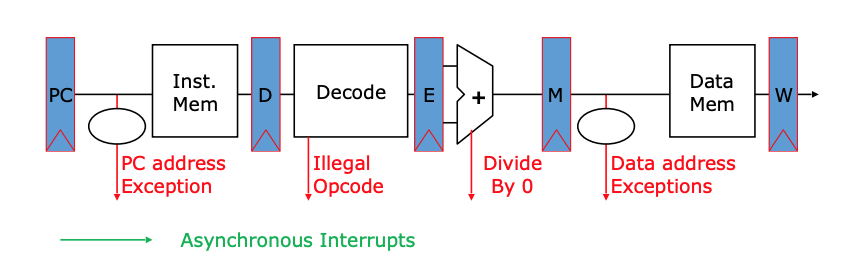 PC
Inst.
Mem
D
Decode
E
+
M
Data
Mem
W
PC address
Exception
Illegal
Opcode
Divide
By 0
Data address
Exceptions
Asynchronous Interrupts